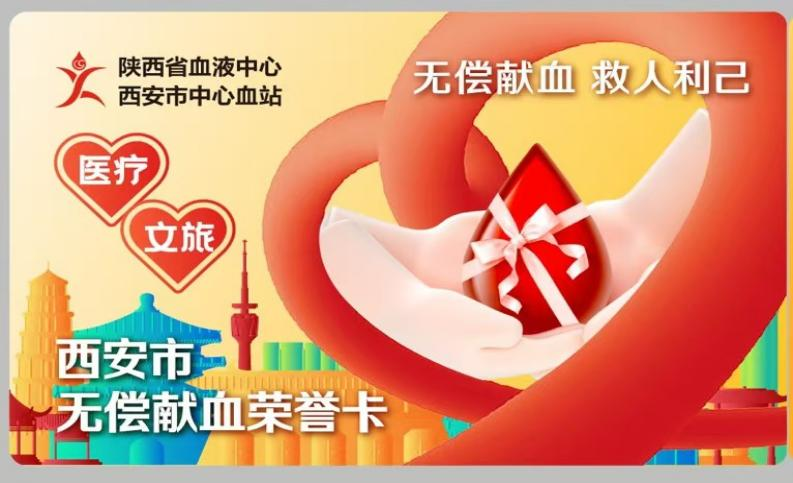 陕西省血液中心
西安市中心血站
无偿献血 救人利己
医疗
文旅
西安市
无偿献血荣誉卡